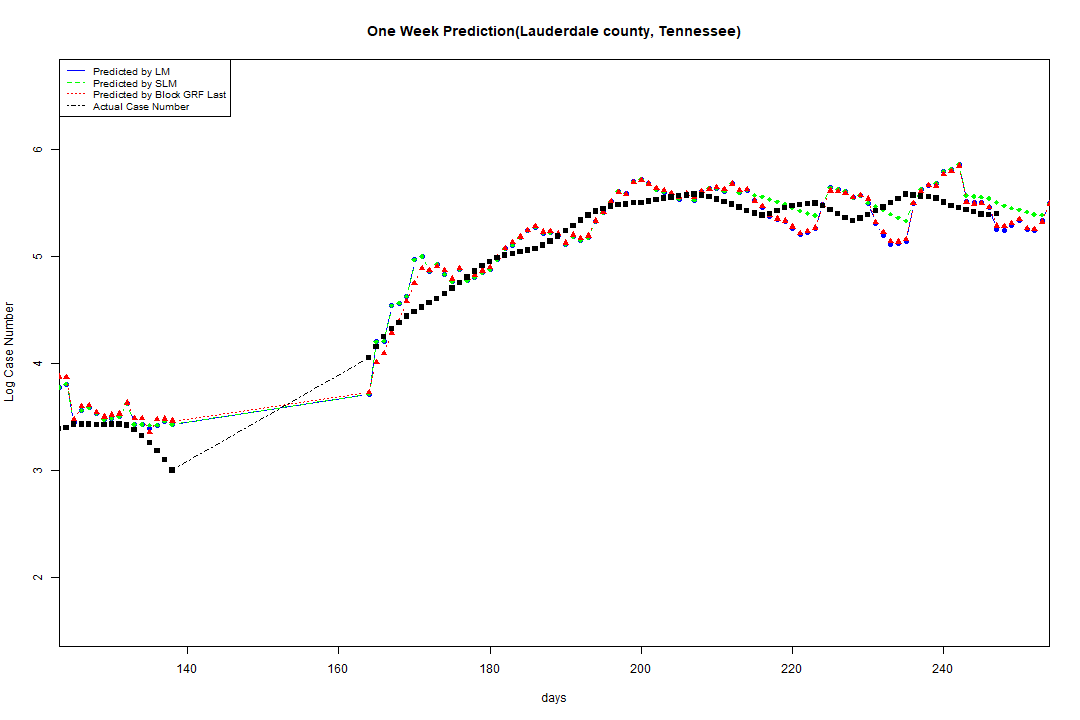 One Week Prediction(Lauderdale county, Tennessee)
Predicted by LM
Predicted by SLM
Predicted by Block GRF Last
Actual Case Number
Log Case Number
6
5
4
3
2
140 160 180 200 220 240
days